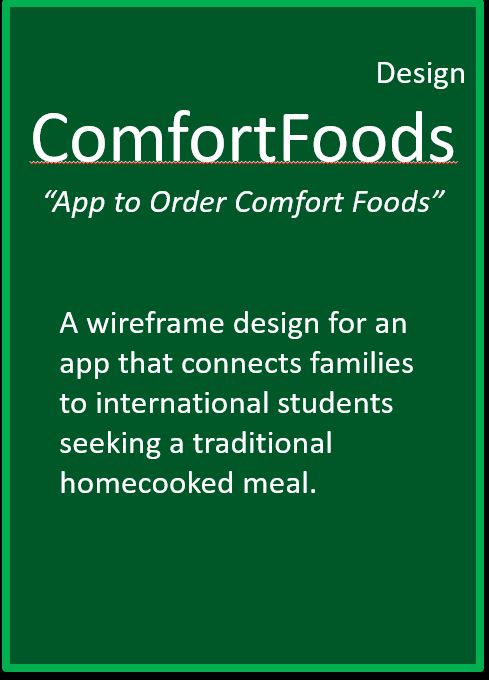 Design
ComfortFoods
“App to Order Comfort Foods”
A wireframe design for an
app that connects families
to international students
seeking a traditional
homecooked meal.